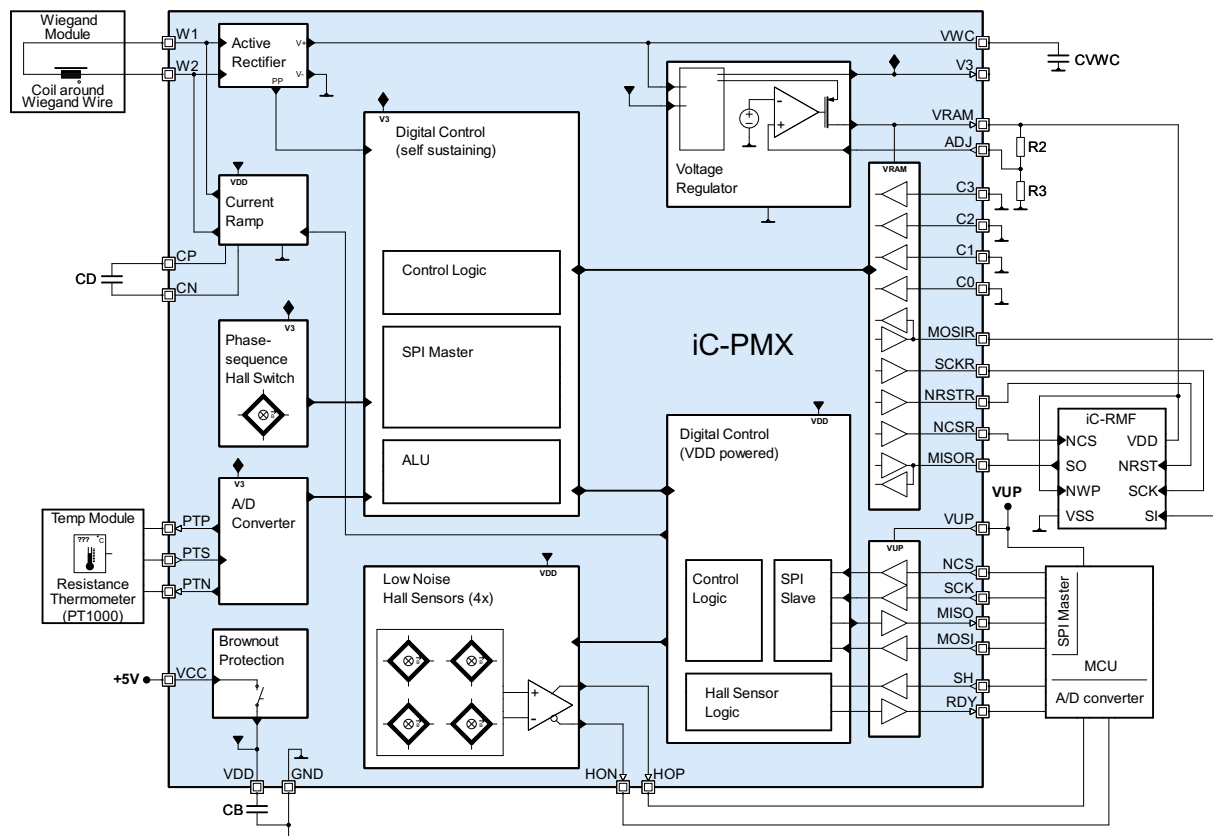 Wiegand
Module
Coil around
Wiegand Wire
W1
W2
Active
Rectifier
V+
V-
PP
VWC
CVWC
V3
VRAM
ADJ
R2
R3
Voltage
Regulator
V3
Digital Control
(self sustaining)
VDD
Current
Ramp
CP
CN
CD
Control Logic
SPI Master
ALU
V3
Phase-
sequence
Hall Switch
iC-PMX
VRAM
C3
C2
C1
C0
MOSIR
SCKR
NRSTR
NCSR
MISOR
iC-RMF
NCS
VDD
SO
NRST
NWP
SCK
VSS
SI
V3
A/D
Converter
Temp Module
???
°C
Resistance
Thermometer
(PT1000)
PTP
PTS
PTN
VDD
Digital Control
(VDD powered)
Control
Logic
SPI
Slave
Hall Sensor
Logic
VUP
VUP
VUP
NCS
SCK
MISO
MOSI
SH
RDY
SPI Master
MCU
A/D converter
VDD
Low Noise
Hall Sensors (4x)
+
-
Brownout
Protection
+5V
VCC
VDD
GND
CB
HON
HOP